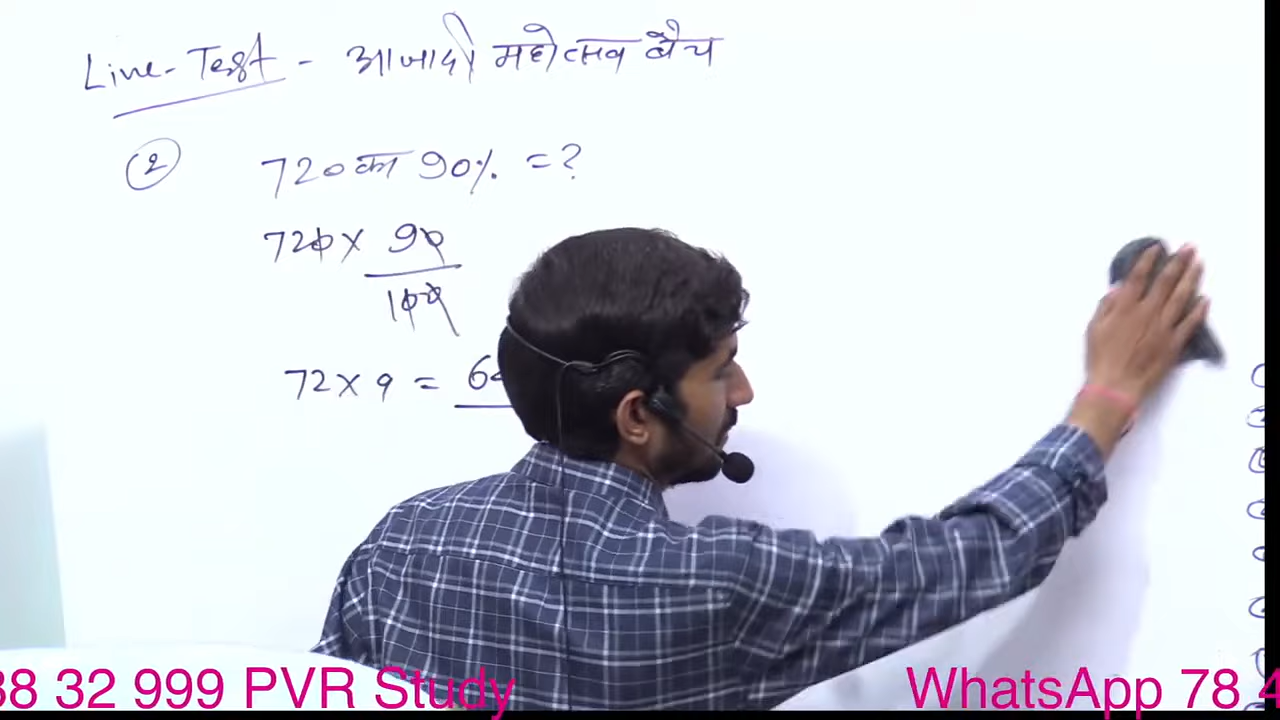 Live-Test - आजादी महोत्सव बैच
② 720 का 90% = ?
720 × 90
100
72 × 9 = 64
38 32 999 PVR Study
WhatsApp 78 4